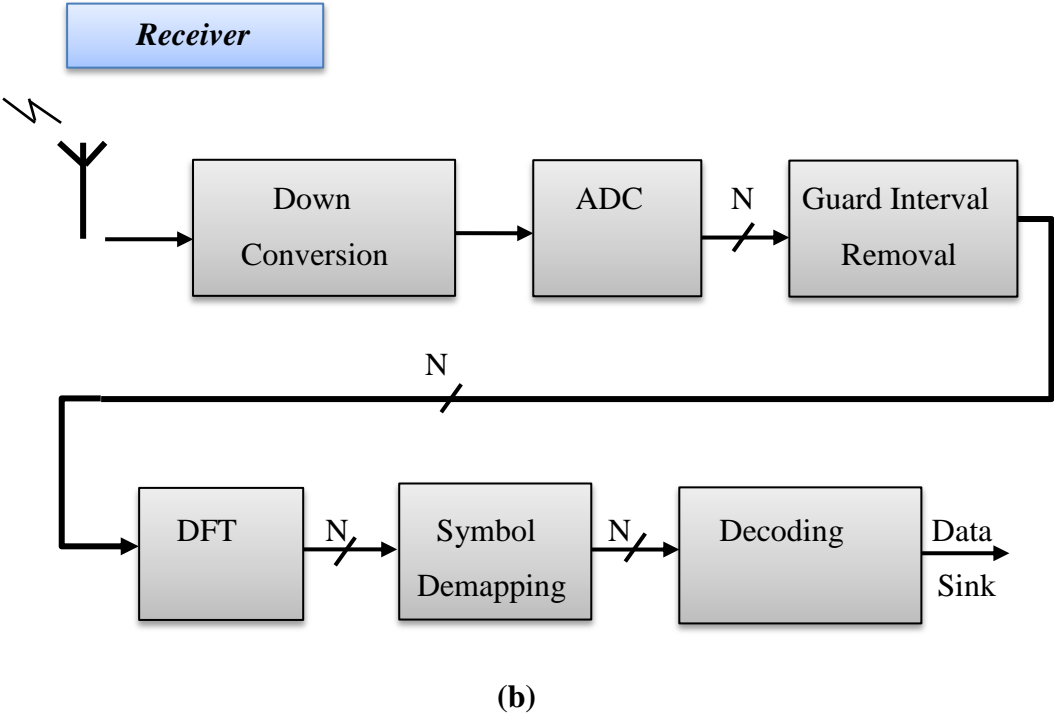 Receiver
Down
Conversion
ADC
N
Guard Interval
Removal
N
DFT
N
Symbol
Demapping
N
Decoding
Data
Sink
(b)